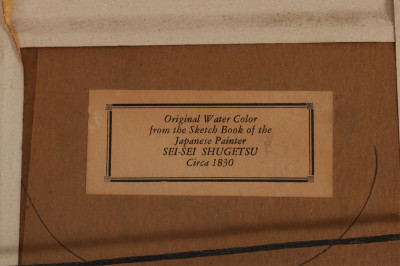 Original Water Color
from the Sketch Book of the
Japanese Painter
SEI-SEI SHUGETSU
Circa 1830